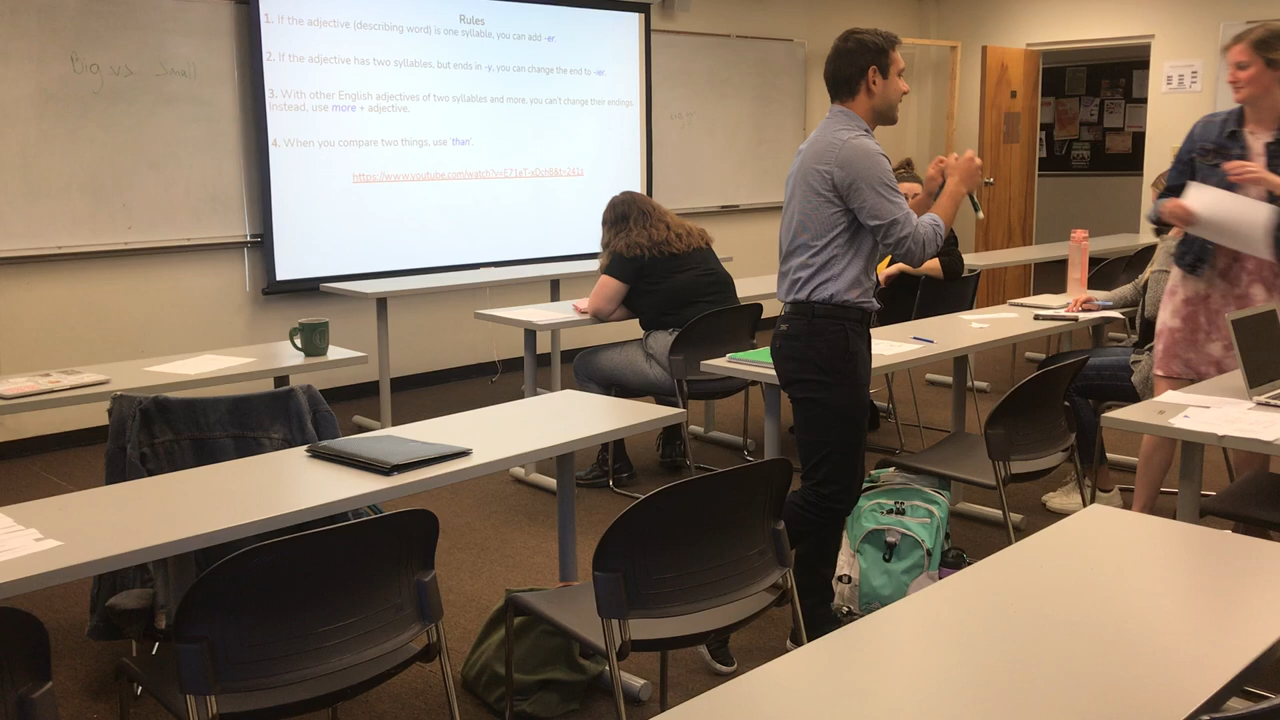 Big vs. Small
Rules
1. If the adjective (describing word) is one syllable, you can add -er.
2. If the adjective has two syllables, but ends in -y, you can change the end to -ier.
3. With other English adjectives of two syllables and more, you can't change their endings.
Instead, use more + adjective.
4. When you compare two things, use 'than'.